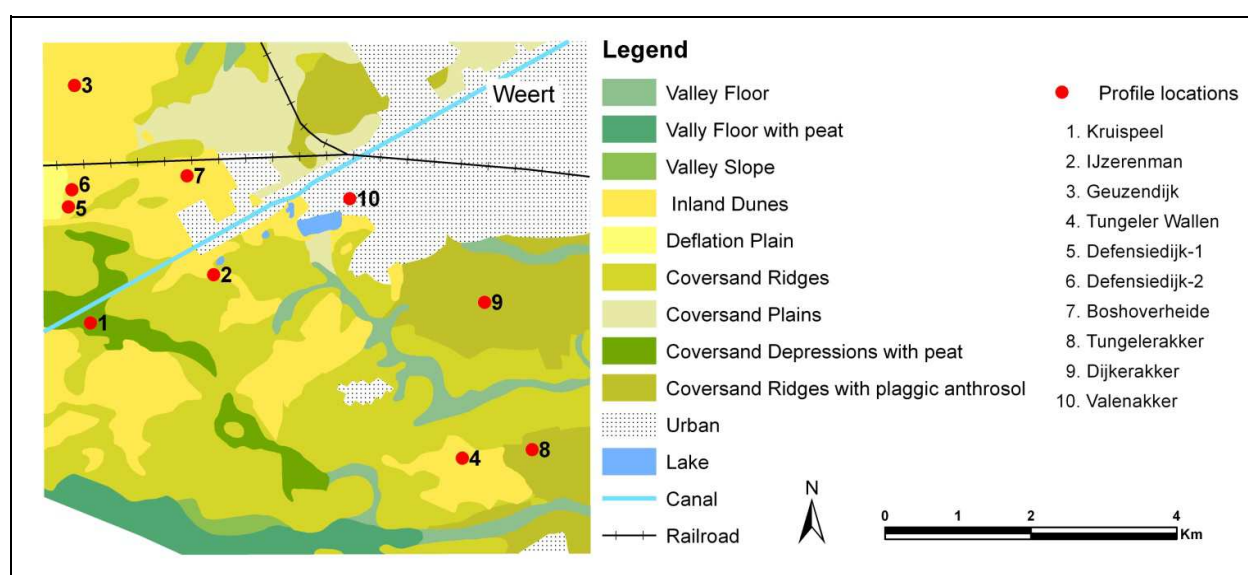 3
Weert
7
6
5
10
2
9
1
4
8
Legend
Valley Floor
Vally Floor with peat
Valley Slope
Inland Dunes
Deflation Plain
Coversand Ridges
Coversand Plains
Coversand Depressions with peat
Coversand Ridges with plaggic anthrosol
Urban
Lake
Canal
Railroad
Profile locations
1. Kruispeel
2. IJzerenman
3. Geuzendijk
4. Tungeler Wallen
5. Defensiedijk-1
6. Defensiedijk-2
7. Boshoverheide
8. Tungelerakker
9. Dijkerakker
10. Valenakker
N
0 1 2 4
Km